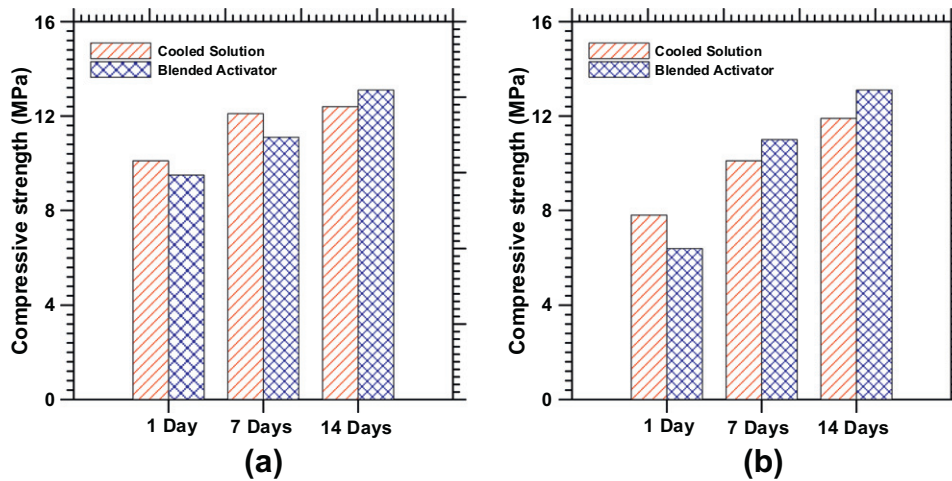 16
12
8
4
0
Compressive strength (MPa)
Cooled Solution
Blended Activator
1 Day 7 Days 14 Days
(a)
16
12
8
4
0
Compressive strength (MPa)
Cooled Solution
Blended Activator
1 Day 7 Days 14 Days
(b)